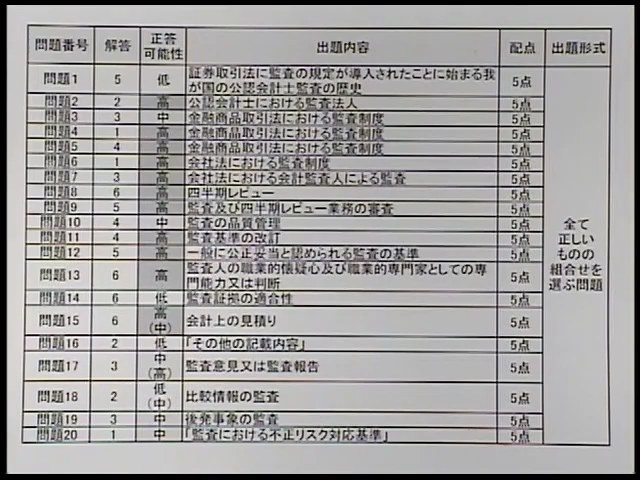 問題番号 解答 正答可能性 出題内容 配点 出題形式
問題1 5 低 証券取引法に監査の規定が導入されたことに始まる我が国の公認会計士監査の歴史 5点
問題2 2 高 公認会計士における監査法人 5点
問題3 3 中 金融商品取引法における監査制度 5点
問題4 1 高 金融商品取引法における監査制度 5点
問題5 4 高 金融商品取引法における監査制度 5点
問題6 1 高 会社法における監査制度 5点
問題7 3 高 会社法における会計監査人による監査 5点
問題8 6 高 四半期レビュー 5点
問題9 5 高 監査及び四半期レビュー業務の審査 5点
問題10 4 中 監査の品質管理 5点
問題11 4 高 監査基準の改訂 5点
問題12 5 高 一般に公正妥当と認められる監査の基準 5点
問題13 6 高 監査人の職業的懐疑心及び職業的専門家としての専門能力又は判断 5点
問題14 6 低 監査証拠の適合性 5点
問題15 6 高(中) 会計上の見積り 5点
問題16 2 低 「その他の記載内容」 5点
問題17 3 中(高) 監査意見又は監査報告 5点
問題18 2 低(中) 比較情報の監査 5点
問題19 3 中 後発事象の監査 5点
問題20 1 中 「監査における不正リスク対応基準」 5点
全て
正しい
ものの
組合せを
選ぶ問題